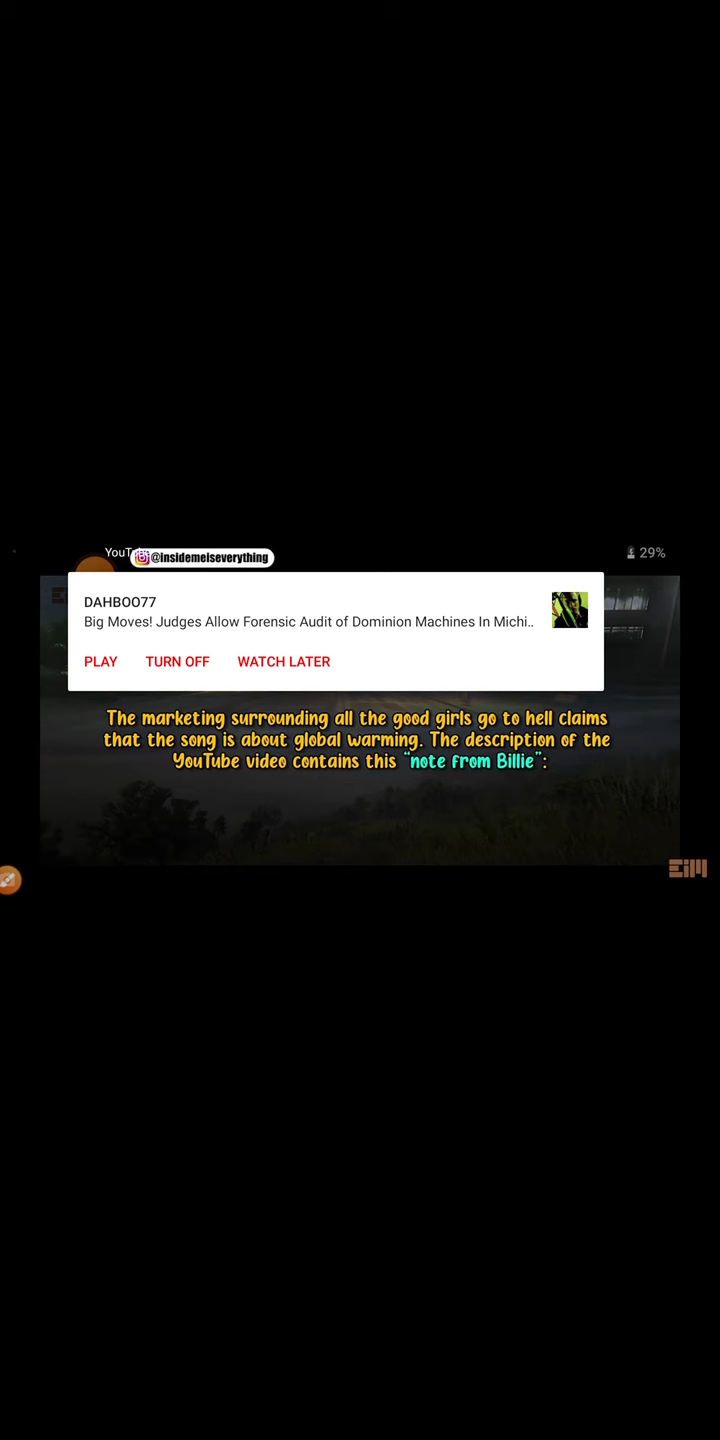 YouTube
@insidemeiseverything
29%
DAHBOO77
Big Moves! Judges Allow Forensic Audit of Dominion Machines In Michi..
PLAY TURN OFF WATCH LATER
The marketing surrounding all the good girls go to hell claims
that the song is about global warming. The description of the
YouTube video contains this "note from Billie":
EIM